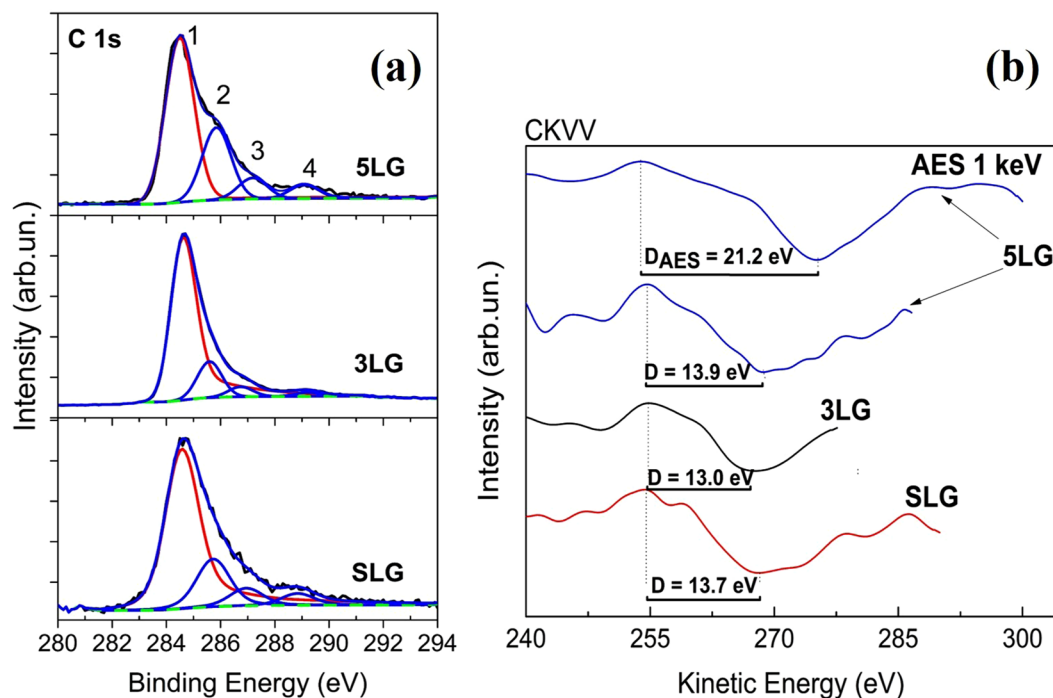 C 1s
(a)
1
2
3
4
5LG
3LG
SLG
Intensity (arb.un.)
280 282 284 286 288 290 292 294
Binding Energy (eV)
(b)
CKVV
AES 1 keV
5LG
D_AES = 21.2 eV
D = 13.9 eV
3LG
D = 13.0 eV
SLG
D = 13.7 eV
Intensity (arb.un.)
240 255 270 285 300
Kinetic Energy (eV)